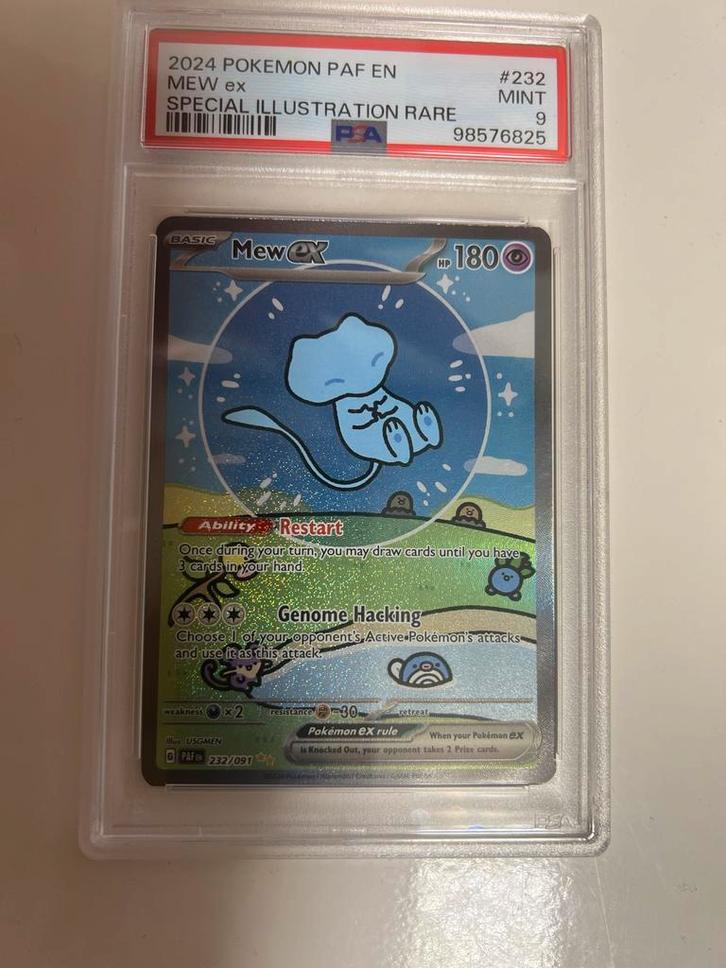 2024 POKEMON PAF EN #232
MEW ex MINT
SPECIAL ILLUSTRATION RARE 9
PSA 98576825
BASIC Mew ex HP 180
Ability Restart
Once during your turn, you may draw cards until you have
3 cards in your hand.
Genome Hacking
Choose 1 of your opponent's Active Pokémon's attacks
and use it as this attack.
weakness ×2 resistance -30 retreat
Pokémon ex rule When your Pokémon ex
is Knocked Out, your opponent takes 2 Prize cards.
Illus. USGMEN
G PAF EN 232/091
PSA